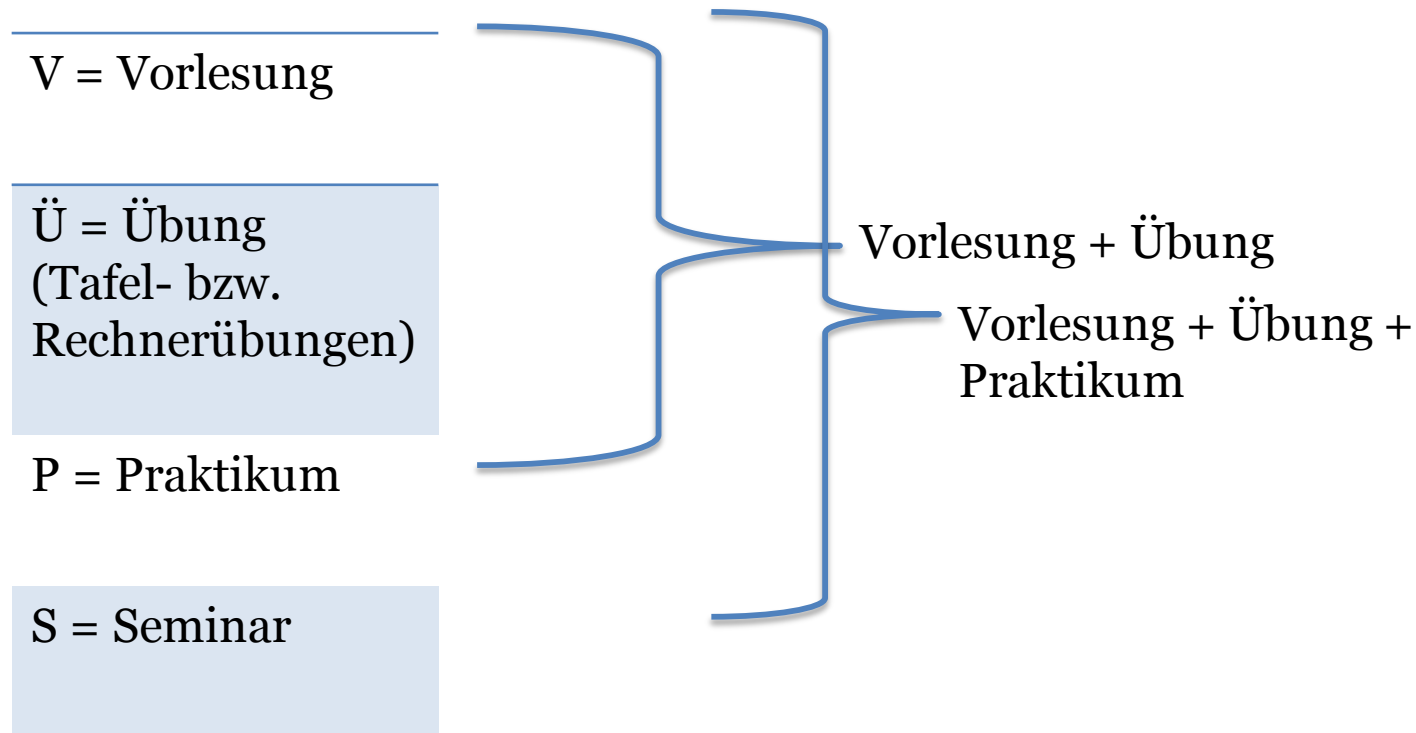 V = Vorlesung
Ü = Übung
(Tafel- bzw.
Rechnerübungen)
P = Praktikum
S = Seminar
Vorlesung + Übung
Vorlesung + Übung +
Praktikum